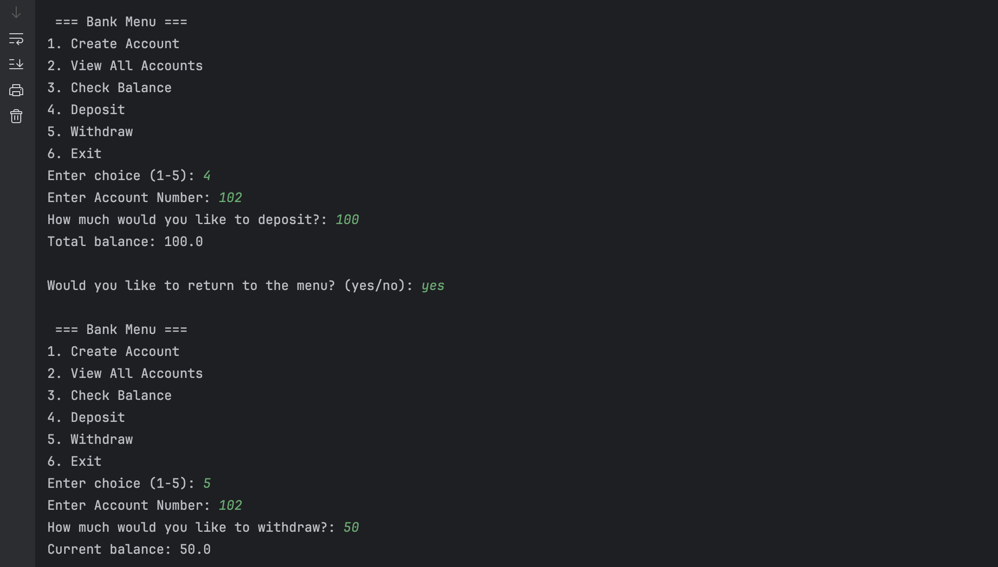 === Bank Menu ===
1. Create Account
2. View All Accounts
3. Check Balance
4. Deposit
5. Withdraw
6. Exit
Enter choice (1-5): 4
Enter Account Number: 102
How much would you like to deposit?: 100
Total balance: 100.0
Would you like to return to the menu? (yes/no): yes
=== Bank Menu ===
1. Create Account
2. View All Accounts
3. Check Balance
4. Deposit
5. Withdraw
6. Exit
Enter choice (1-5): 5
Enter Account Number: 102
How much would you like to withdraw?: 50
Current balance: 50.0